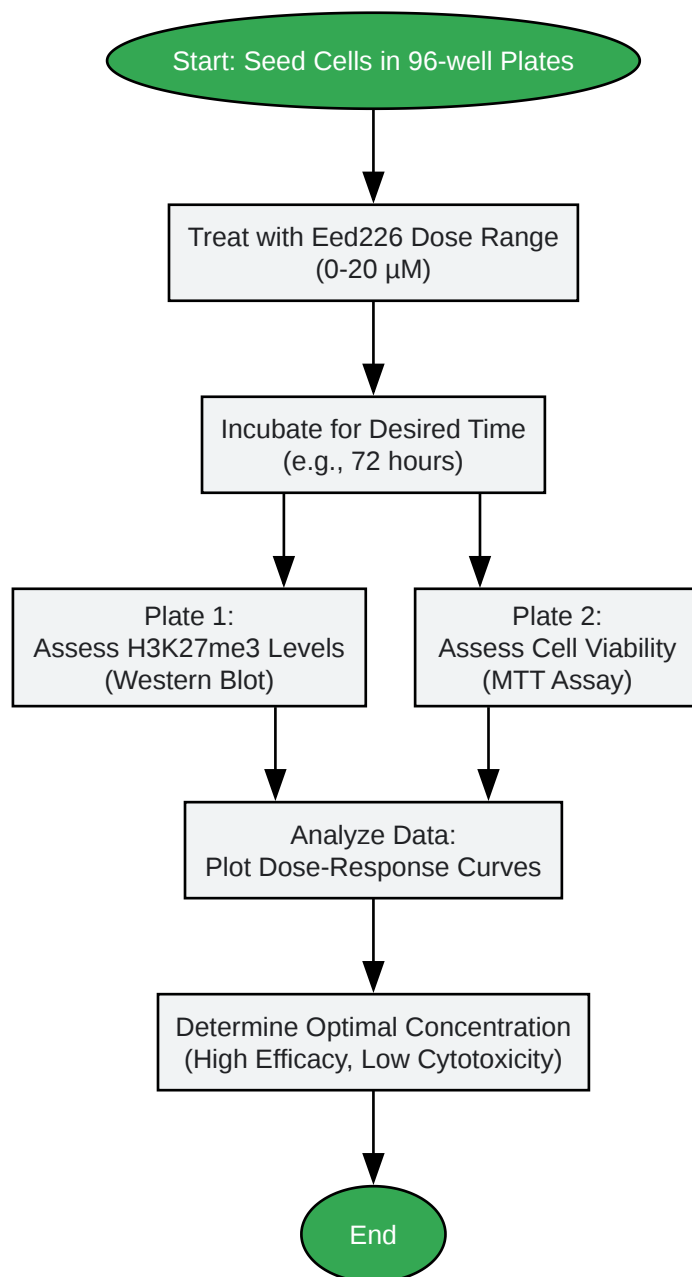 Start: Seed Cells in 96-well Plates
Treat with Eed226 Dose Range
(0-20 µM)
Incubate for Desired Time
(e.g., 72 hours)
Plate 1:
Assess H3K27me3 Levels
(Western Blot)
Plate 2:
Assess Cell Viability
(MTT Assay)
Analyze Data:
Plot Dose-Response Curves
Determine Optimal Concentration
(High Efficacy, Low Cytotoxicity)
End